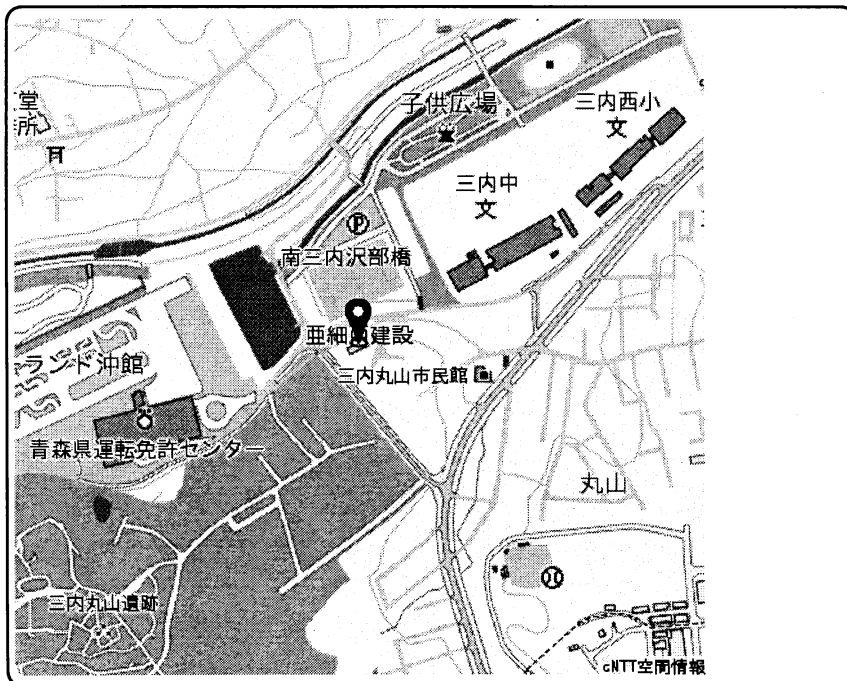 堂
所
子供広場
三内西小
文
三内中
文
P
南三内沢部橋
亜細亜建設
三内丸山市民館
ランド沖館
青森県運転免許センター
丸山
三内丸山遺跡
cNTT空間情報